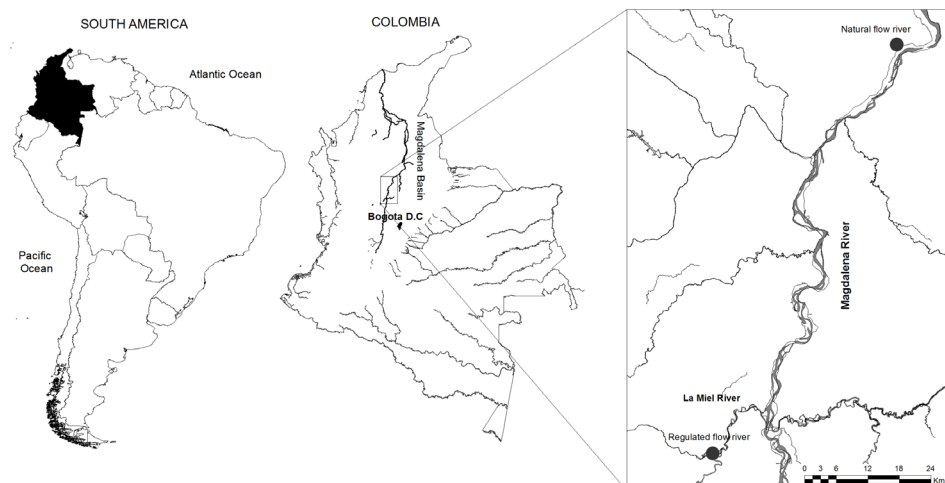 SOUTH AMERICA
Atlantic Ocean
Pacific
Ocean
COLOMBIA
Magdalena Basin
Bogota D.C
Natural flow river
Magdalena River
La Miel River
Regulated flow river
0 3 6 12 18 24
Km